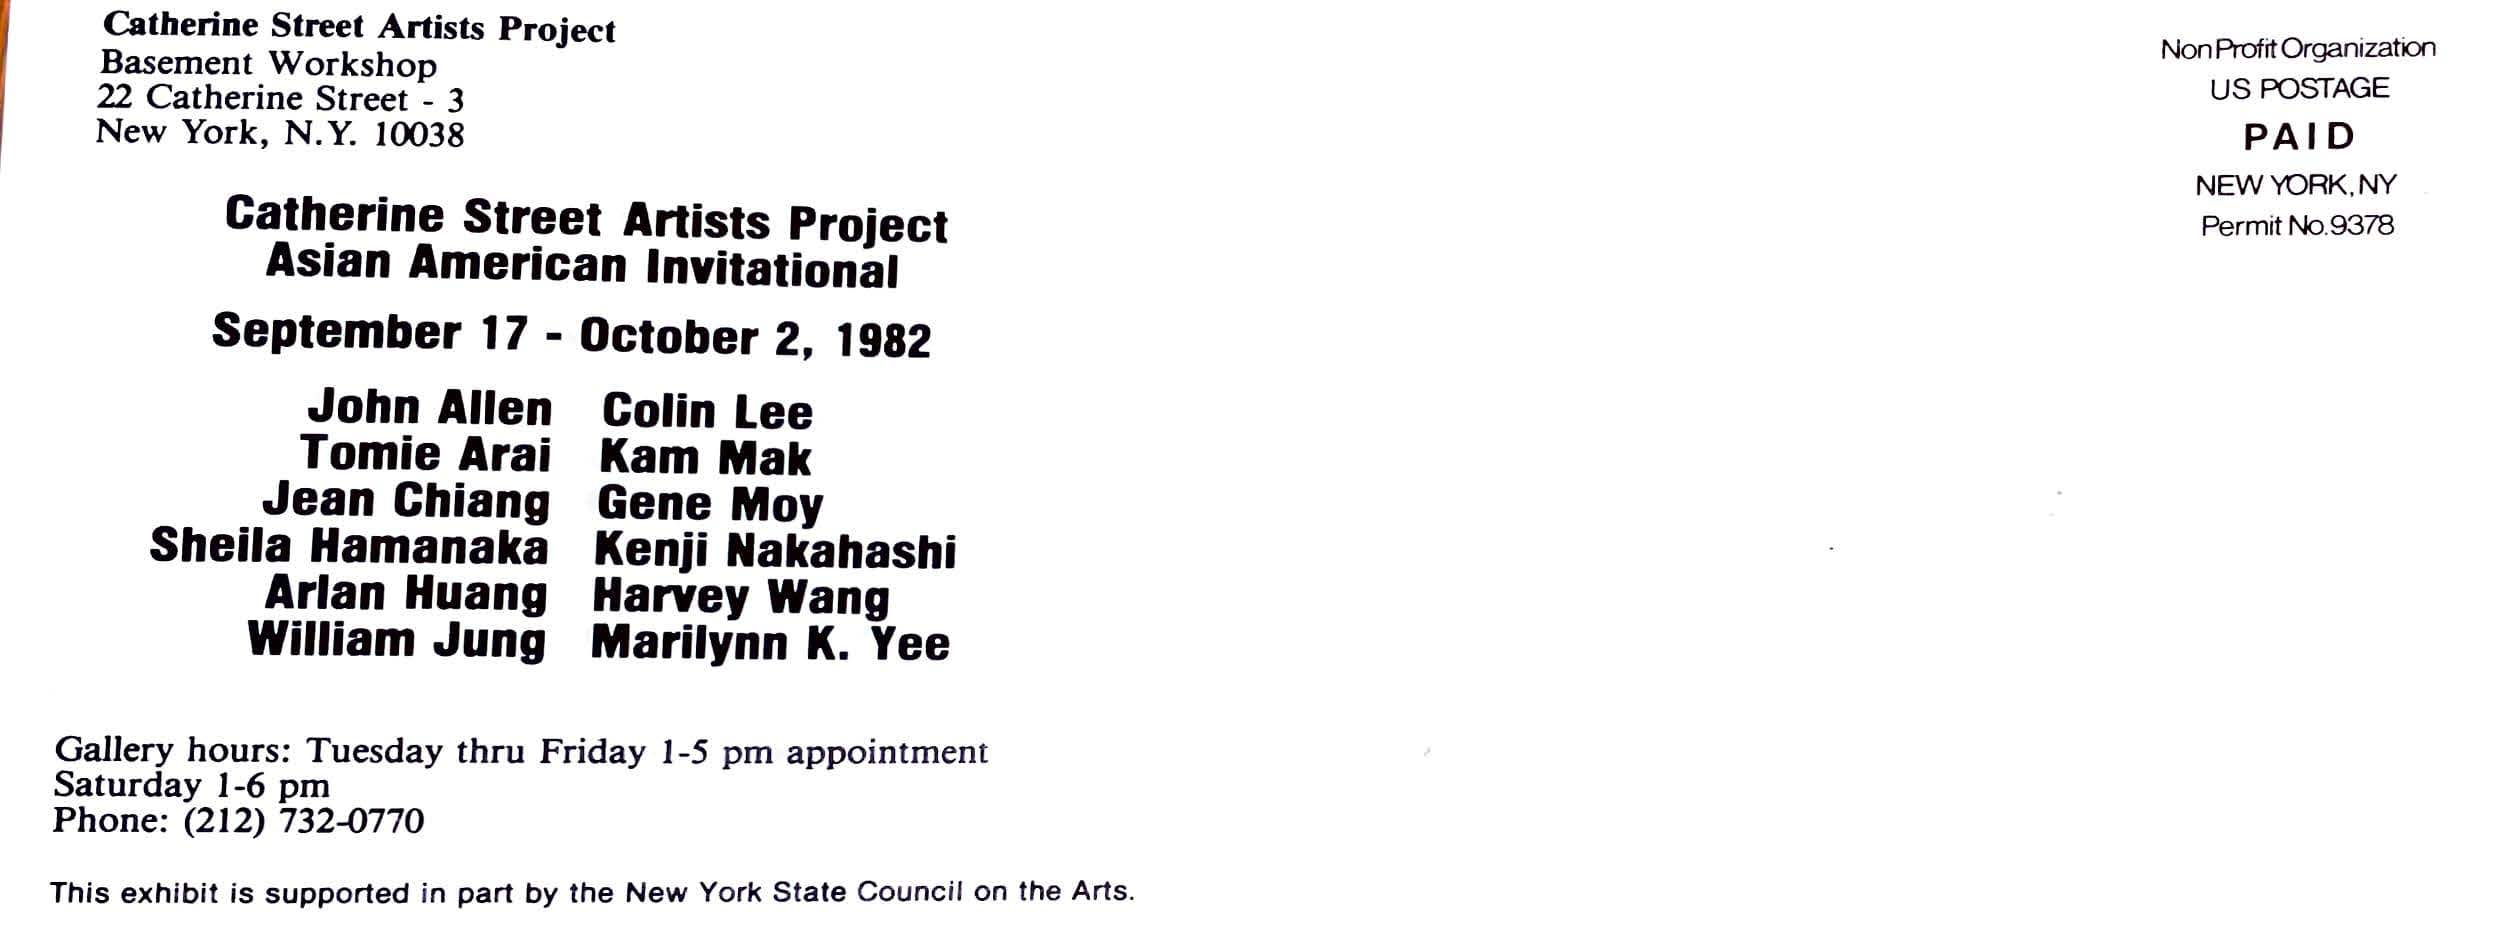 Catherine Street Artists Project
Basement Workshop
22 Catherine Street - 3
New York, N.Y. 10038
Non Profit Organization
US POSTAGE
PAID
NEW YORK, NY
Permit No. 9378
Catherine Street Artists Project
Asian American Invitational
September 17 - October 2, 1982
John Allen Colin Lee
Tomie Arai Kam Mak
Jean Chiang Gene Moy
Sheila Hamanaka Kenji Nakahashi
Arlan Huang Harvey Wang
William Jung Marilynn K. Yee
Gallery hours: Tuesday thru Friday 1-5 pm appointment
Saturday 1-6 pm
Phone: (212) 732-0770
This exhibit is supported in part by the New York State Council on the Arts.